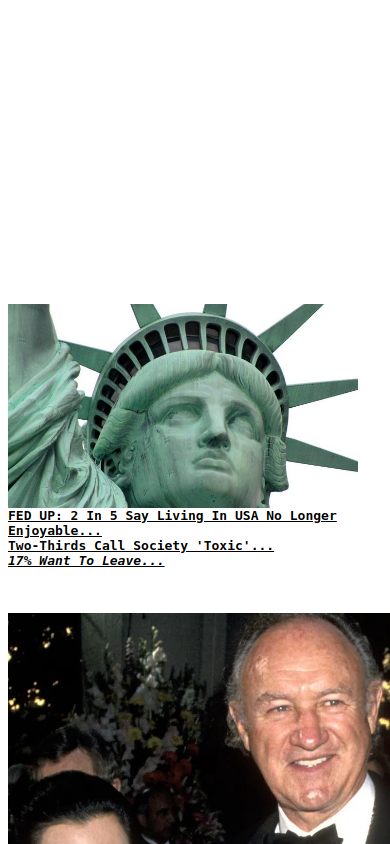 FED UP: 2 In 5 Say Living In USA No Longer
Enjoyable...
Two-Thirds Call Society 'Toxic'...
17% Want To Leave...